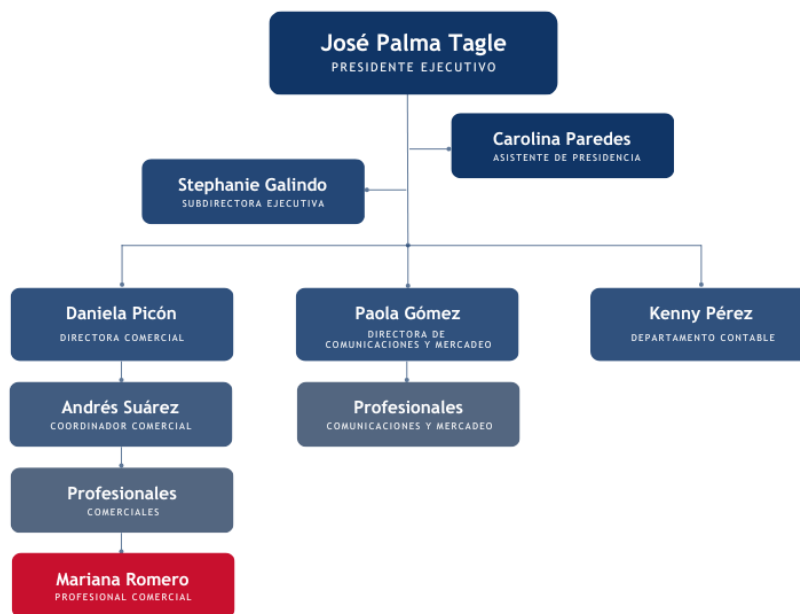 José Palma Tagle
PRESIDENTE EJECUTIVO
Carolina Paredes
ASISTENTE DE PRESIDENCIA
Stephanie Galindo
SUBDIRECTORA EJECUTIVA
Daniela Picón
DIRECTORA COMERCIAL
Paola Gómez
DIRECTORA DE
COMUNICACIONES Y MERCADEO
Kenny Pérez
DEPARTAMENTO CONTABLE
Andrés Suárez
COORDINADOR COMERCIAL
Profesionales
COMUNICACIONES Y MERCADEO
Profesionales
COMERCIALES
Mariana Romero
PROFESIONAL COMERCIAL